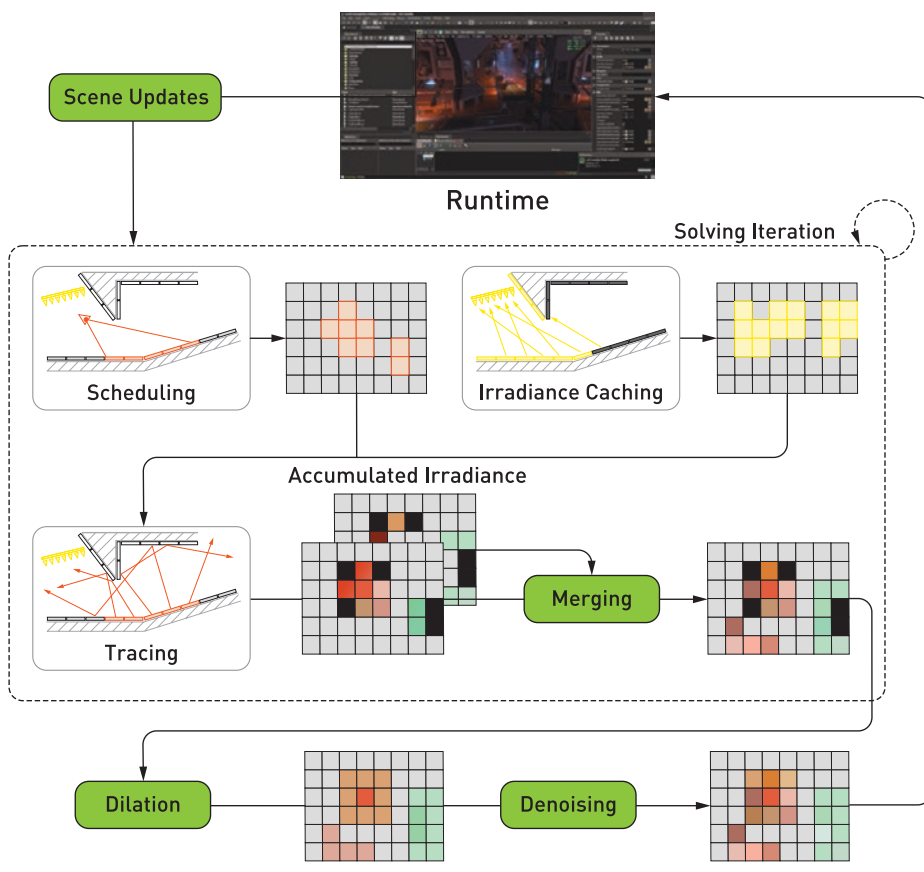 Scene Updates
Runtime
Solving Iteration
Scheduling
Irradiance Caching
Accumulated Irradiance
Tracing
Merging
Dilation
Denoising